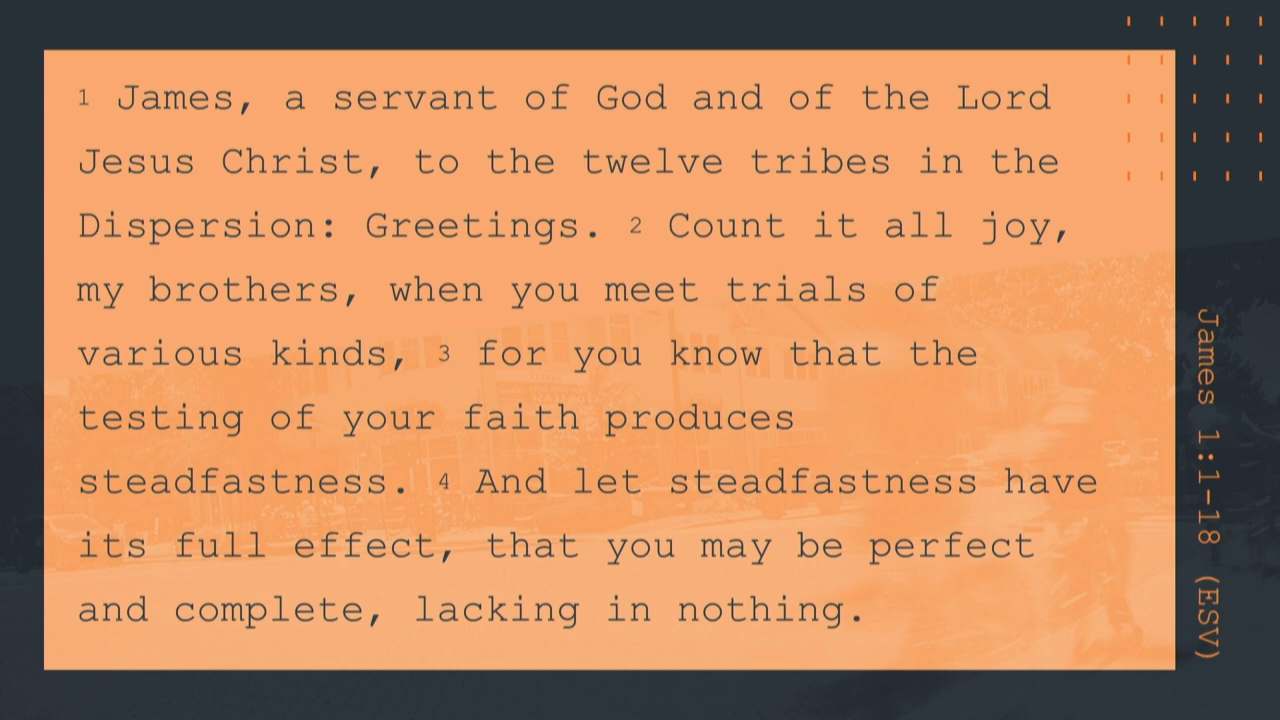 1 James, a servant of God and of the Lord
Jesus Christ, to the twelve tribes in the
Dispersion: Greetings. 2 Count it all joy,
my brothers, when you meet trials of
various kinds, 3 for you know that the
testing of your faith produces
steadfastness. 4 And let steadfastness have
its full effect, that you may be perfect
and complete, lacking in nothing.
James 1:1-18 (ESV)